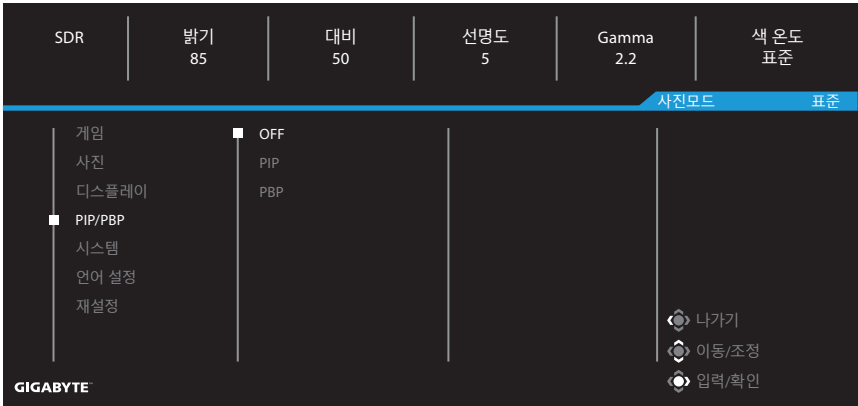 SDR 밝기 대비 선명도 Gamma 색 온도
85 50 5 2.2 표준
사진모드 표준
게임 OFF
사진 PIP
디스플레이 PBP
PIP/PBP
시스템
언어 설정
재설정
나가기
이동/조정
입력/확인
GIGABYTE™